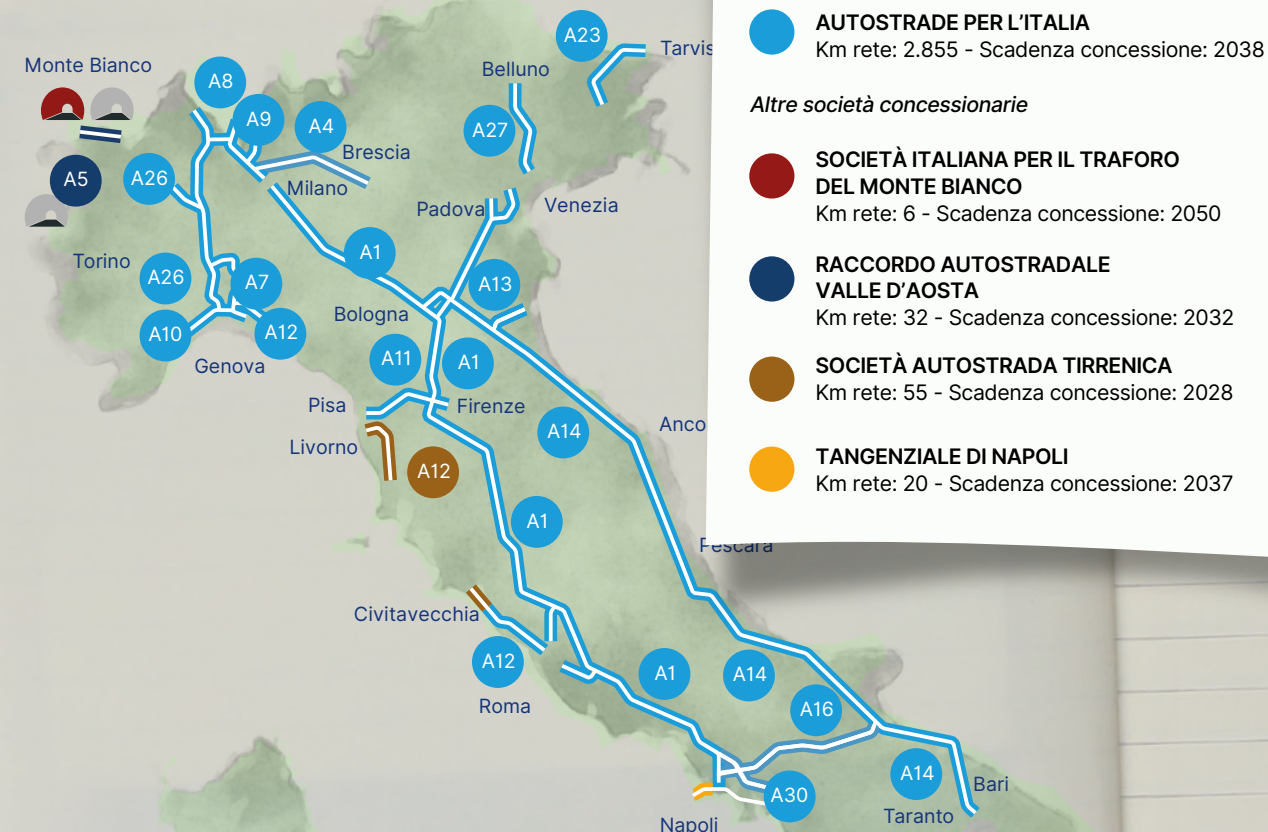 AUTOSTRADE PER L'ITALIA
Km rete: 2.855 - Scadenza concessione: 2038
Altre società concessionarie
SOCIETÀ ITALIANA PER IL TRAFORO
DEL MONTE BIANCO
Km rete: 6 - Scadenza concessione: 2050
RACCORDO AUTOSTRADALE
VALLE D'AOSTA
Km rete: 32 - Scadenza concessione: 2032
SOCIETÀ AUTOSTRADA TIRRENICA
Km rete: 55 - Scadenza concessione: 2028
TANGENZIALE DI NAPOLI
Km rete: 20 - Scadenza concessione: 2037
A23
Tarvis
Monte Bianco
Belluno
A8
A9
A4
A27
Brescia
A5
A26
Milano
Padova
Venezia
A1
Torino
A26
A7
A13
Bologna
A10
A12
Genova
A11
A1
Pisa
Firenze
Livorno
A14
Anco
A12
A1
Pescara
Civitavecchia
A12
A1
A14
Roma
A16
A14
Bari
A30
Taranto
Napoli